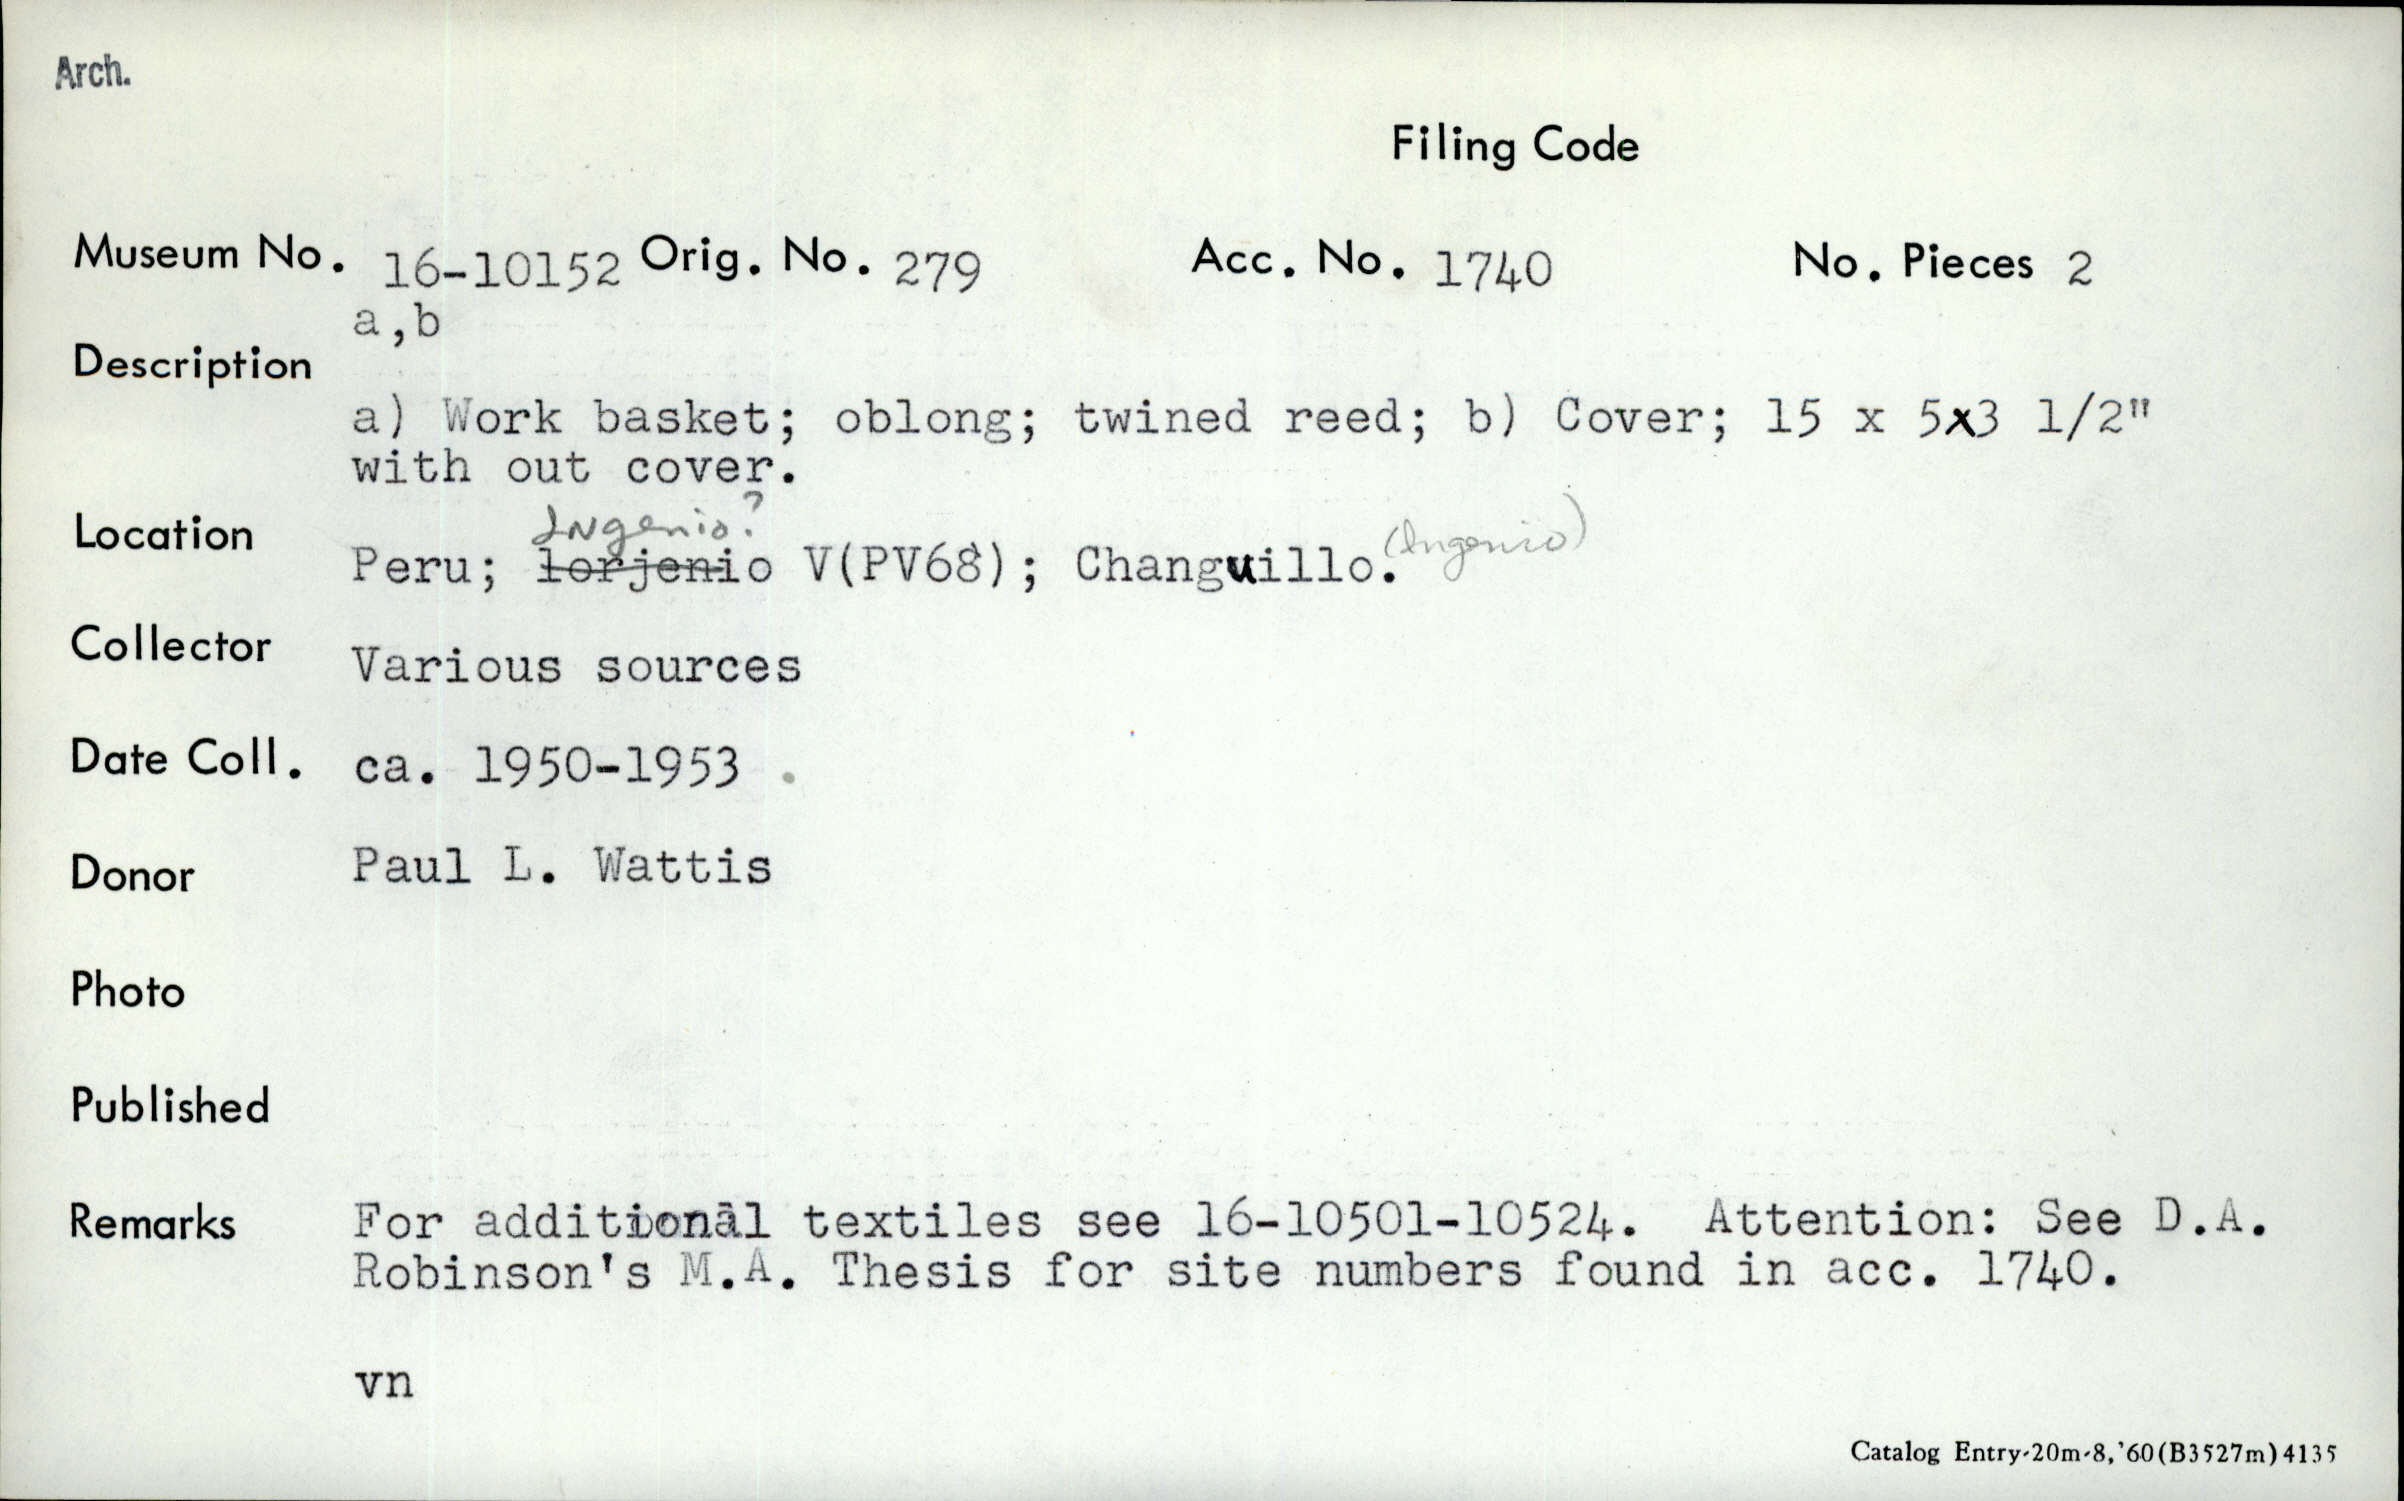 Arch.
Filing Code
Museum No. 16-10152 Orig. No. 279 Acc. No. 1740 No. Pieces 2
a,b
Description
a) Work basket; oblong; twined reed; b) Cover; 15 x 5x3 1/2"
with out cover.
Ingenio?
Location Peru; lorjenio V(PV68); Changuillo. (Ingenio)
Collector Various sources
Date Coll. ca. 1950-1953 .
Donor Paul L. Wattis
Photo
Published
Remarks For additional textiles see 16-10501-10524. Attention: See D.A.
Robinson's M.A. Thesis for site numbers found in acc. 1740.
vn
Catalog Entry-20m-8,'60(B3527m)4135